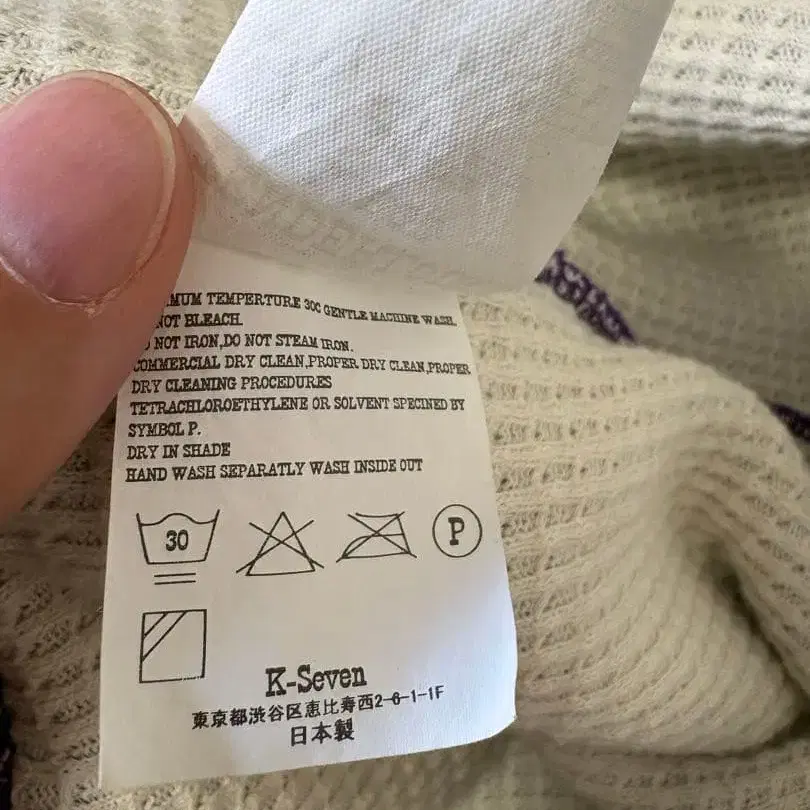 MUM TEMPERTURE 30C GENTLE MACHINE WASH.
NOT BLEACH.
NOT IRON,DO NOT STEAM IRON.
COMMERCIAL DRY CLEAN,PROPER DRY CLEAN,PROPER
DRY CLEANING PROCEDURES
TETRACHLOROETHYLENE OR SOLVENT SPECINED BY
SYMBOL P.
DRY IN SHADE
HAND WASH SEPARATLY WASH INSIDE OUT
30
P
K-Seven
東京都渋谷区恵比寿西2-6-1-1F
日本製